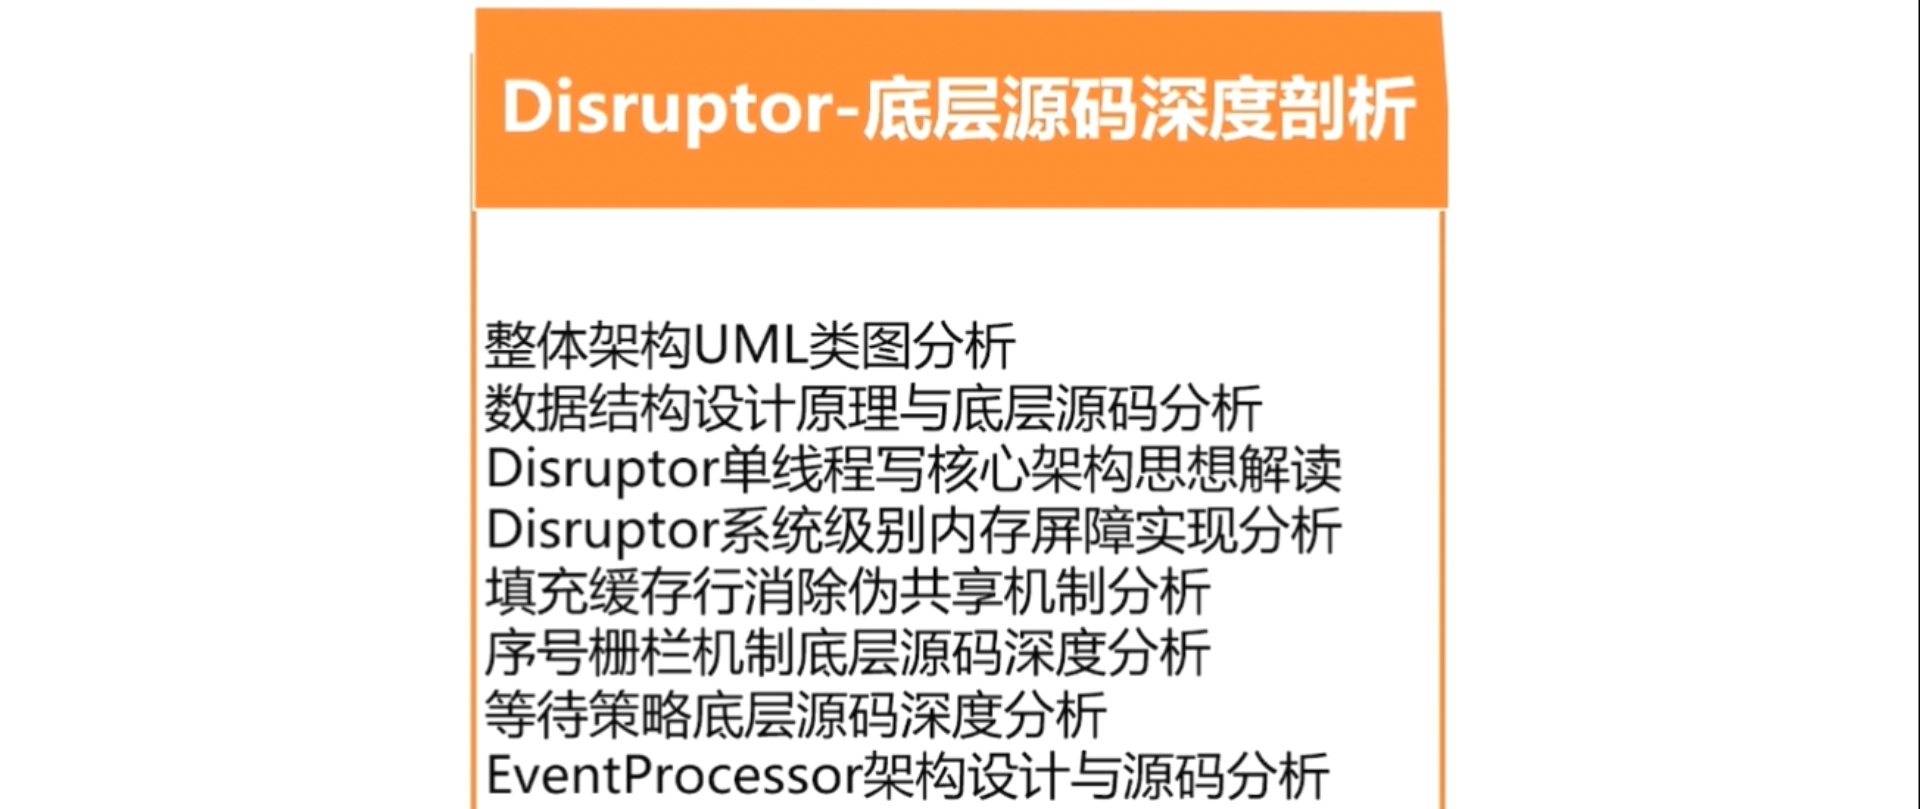 Disruptor-底层源码深度剖析
整体架构UML类图分析
数据结构设计原理与底层源码分析
Disruptor单线程写核心架构思想解读
Disruptor系统级别内存屏障实现分析
填充缓存行消除伪共享机制分析
序号栅栏机制底层源码深度分析
等待策略底层源码深度分析
EventProcessor架构设计与源码分析